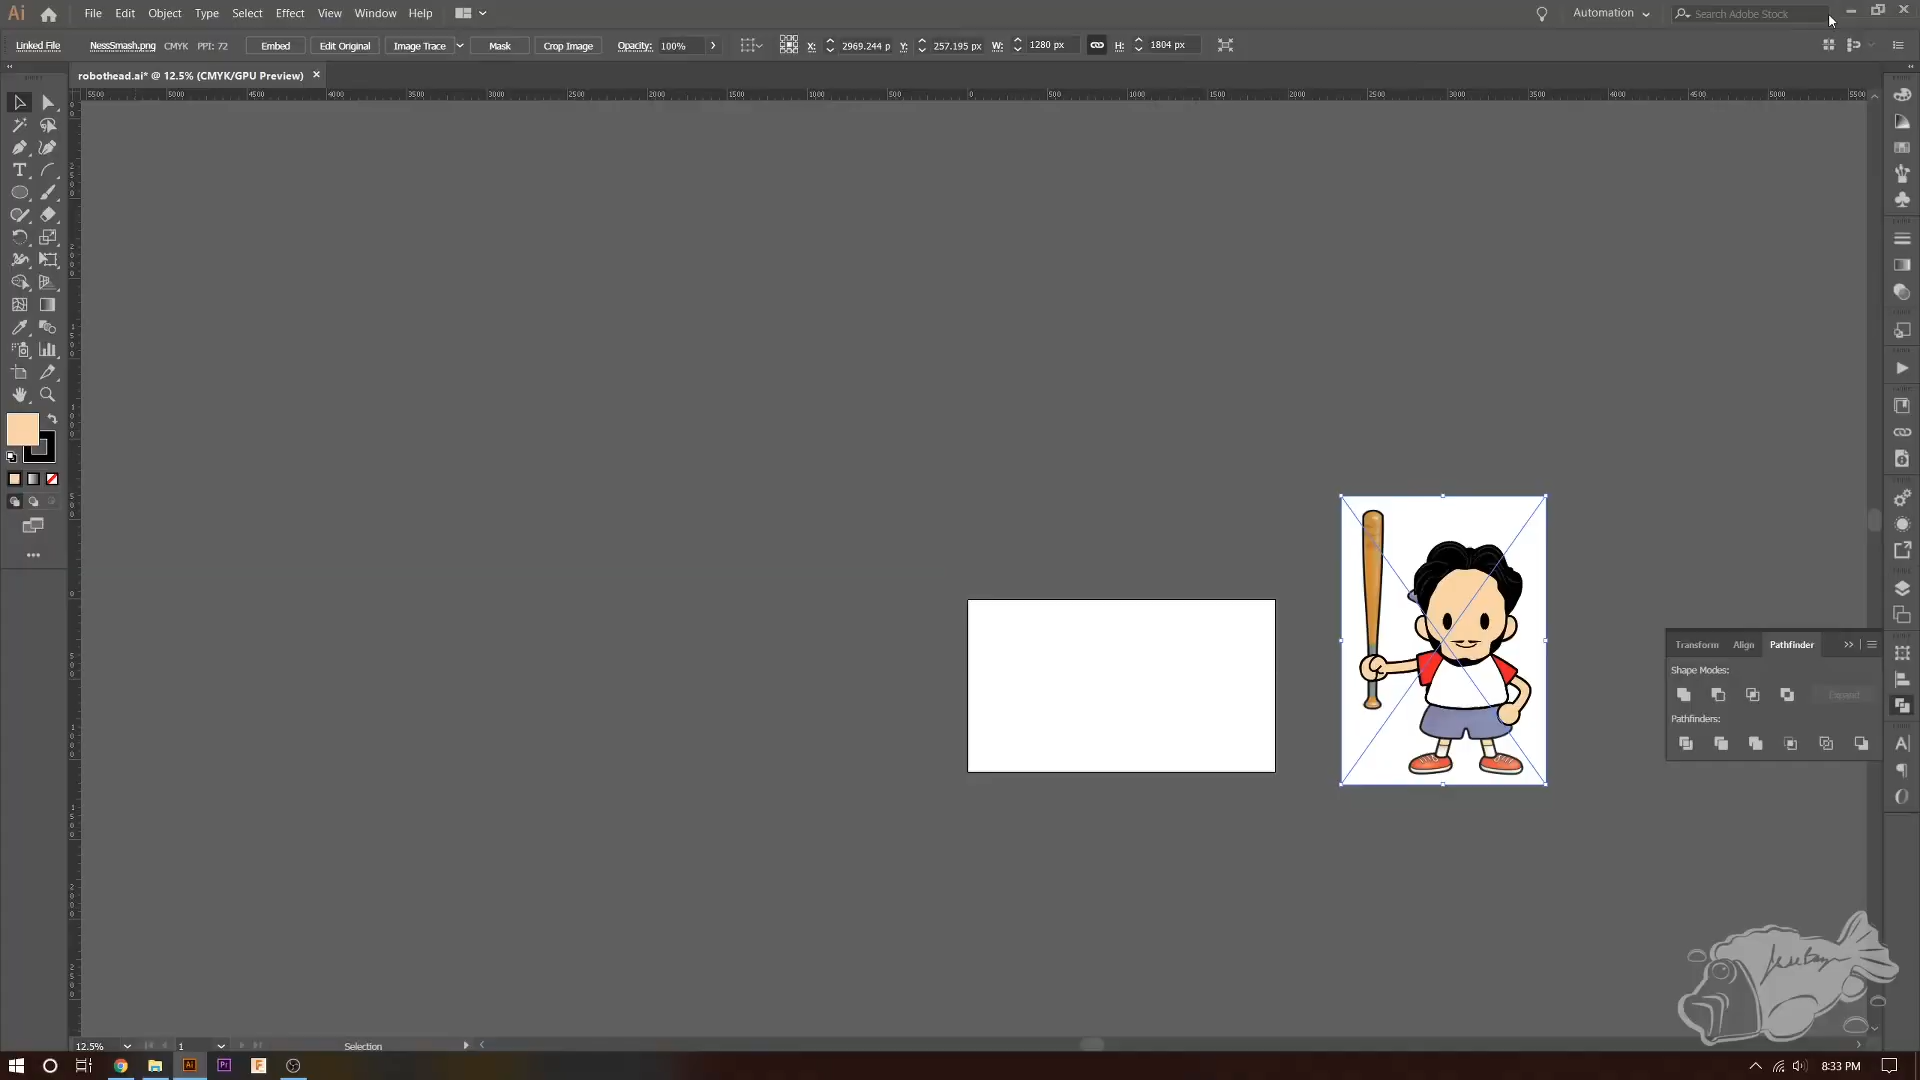 Ai File Edit Object Type Select Effect View Window Help Automation Search Adobe Stock
Linked File NessSmash.png CMYK PPI: 72 Embed Edit Original Image Trace Mask Crop Image Opacity: 100% X: 2969.244 p Y: 257.195 px W: 1280 px H: 1804 px
robothead.ai* @ 12.5% (CMYK/GPU Preview)
5500 5000 4500 4000 3500 3000 2500 2000 1500 1000 500 0 500 1000 1500 2000 2500 3000 3500 4000 4500 5000 5500
Transform Align Pathfinder
Shape Modes:
Expand
Pathfinders:
12.5% 1 Selection
Ai Pr F 8:33 PM